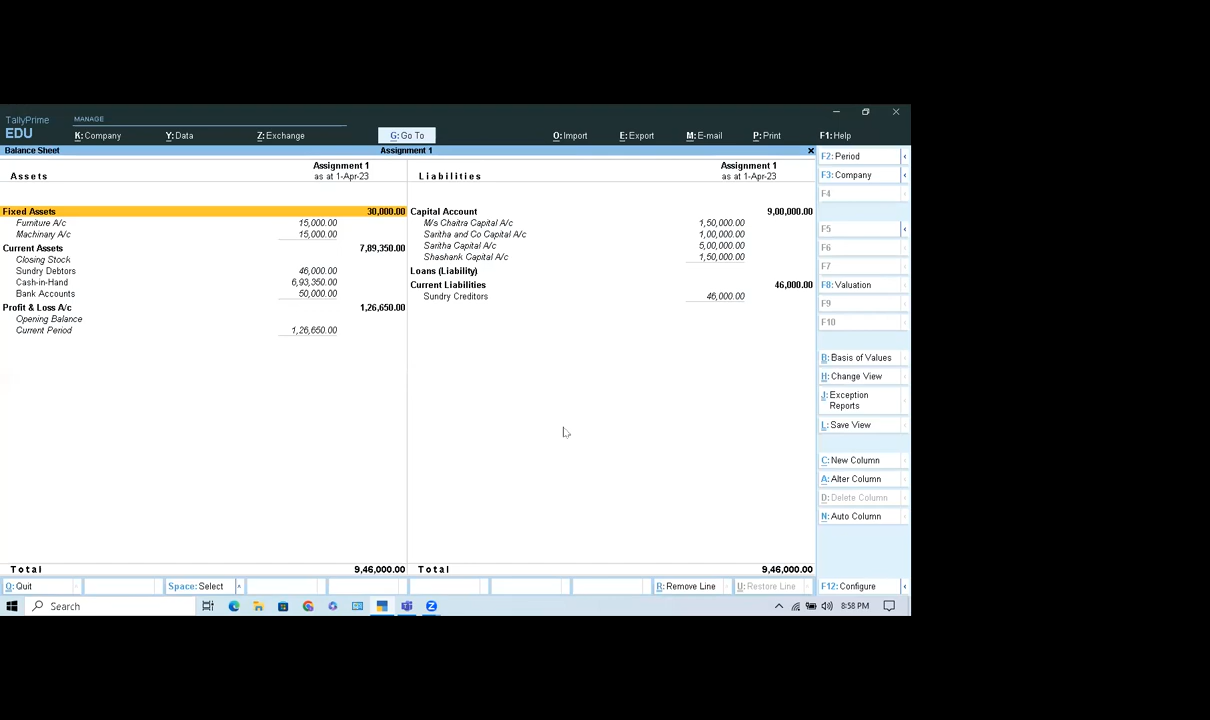 TallyPrime
EDU
MANAGE
K: Company
Y: Data
Z: Exchange
G: Go To
O: Import
E: Export
M: E-mail
P: Print
F1: Help
Balance Sheet
Assignment 1
F2: Period
F3: Company
F4
F5
F6
F7
F8: Valuation
F9
F10
B: Basis of Values
H: Change View
J: Exception
Reports
L: Save View
C: New Column
A: Alter Column
D: Delete Column
N: Auto Column
F12: Configure
Assignment 1
Assets as at 1-Apr-23
Fixed Assets 30,000.00
Furniture A/c 15,000.00
Machinary A/c 15,000.00
Current Assets 7,89,350.00
Closing Stock
Sundry Debtors 46,000.00
Cash-in-Hand 6,93,350.00
Bank Accounts 50,000.00
Profit & Loss A/c 1,26,650.00
Opening Balance
Current Period 1,26,650.00
Total 9,46,000.00
Assignment 1
Liabilities as at 1-Apr-23
Capital Account 9,00,000.00
M/s Chaitra Capital A/c 1,50,000.00
Saritha and Co Capital A/c 1,00,000.00
Saritha Capital A/c 5,00,000.00
Shashank Capital A/c 1,50,000.00
Loans (Liability)
Current Liabilities 46,000.00
Sundry Creditors 46,000.00
Total 9,46,000.00
Q: Quit
Space: Select
R: Remove Line
U: Restore Line
Search
8:58 PM